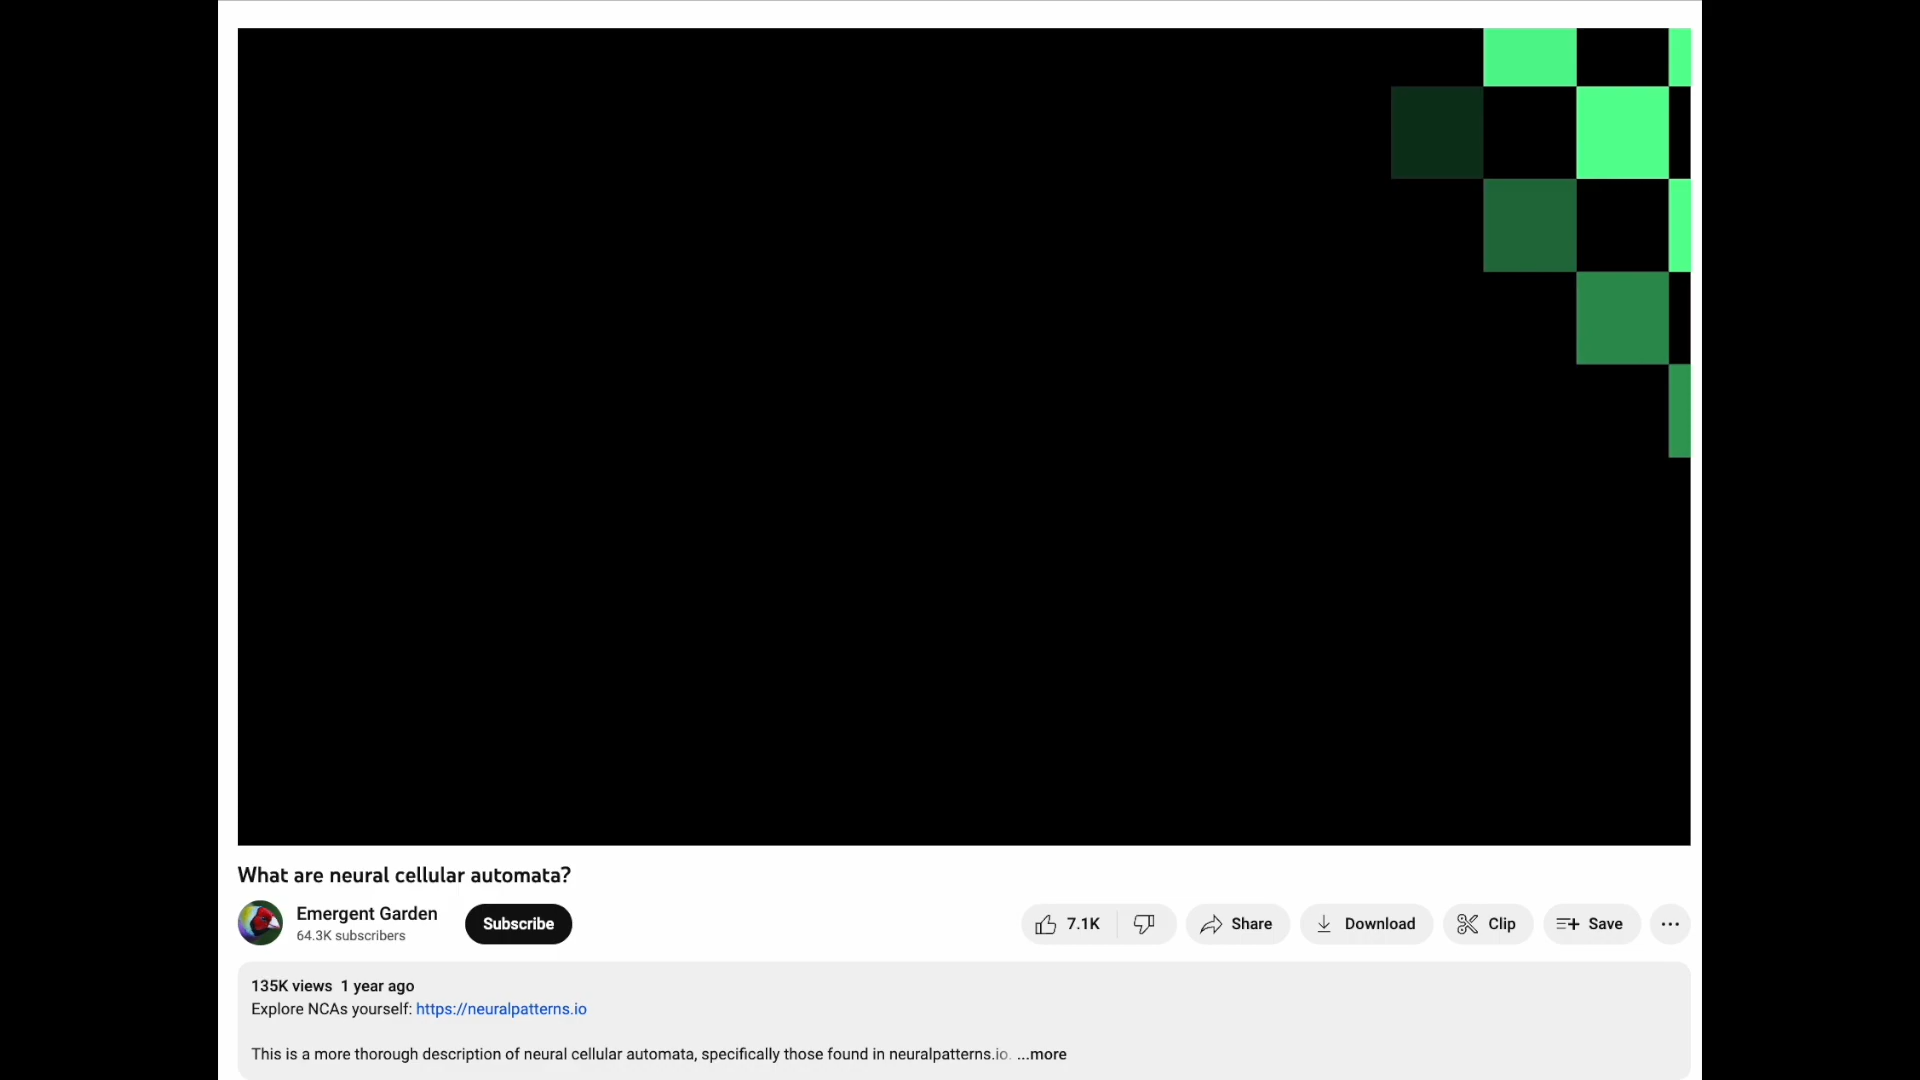 What are neural cellular automata?
Emergent Garden
64.3K subscribers
Subscribe
7.1K
Share
Download
Clip
Save
135K views 1 year ago
Explore NCAs yourself: https://neuralpatterns.io
This is a more thorough description of neural cellular automata, specifically those found in neuralpatterns.io. ...more